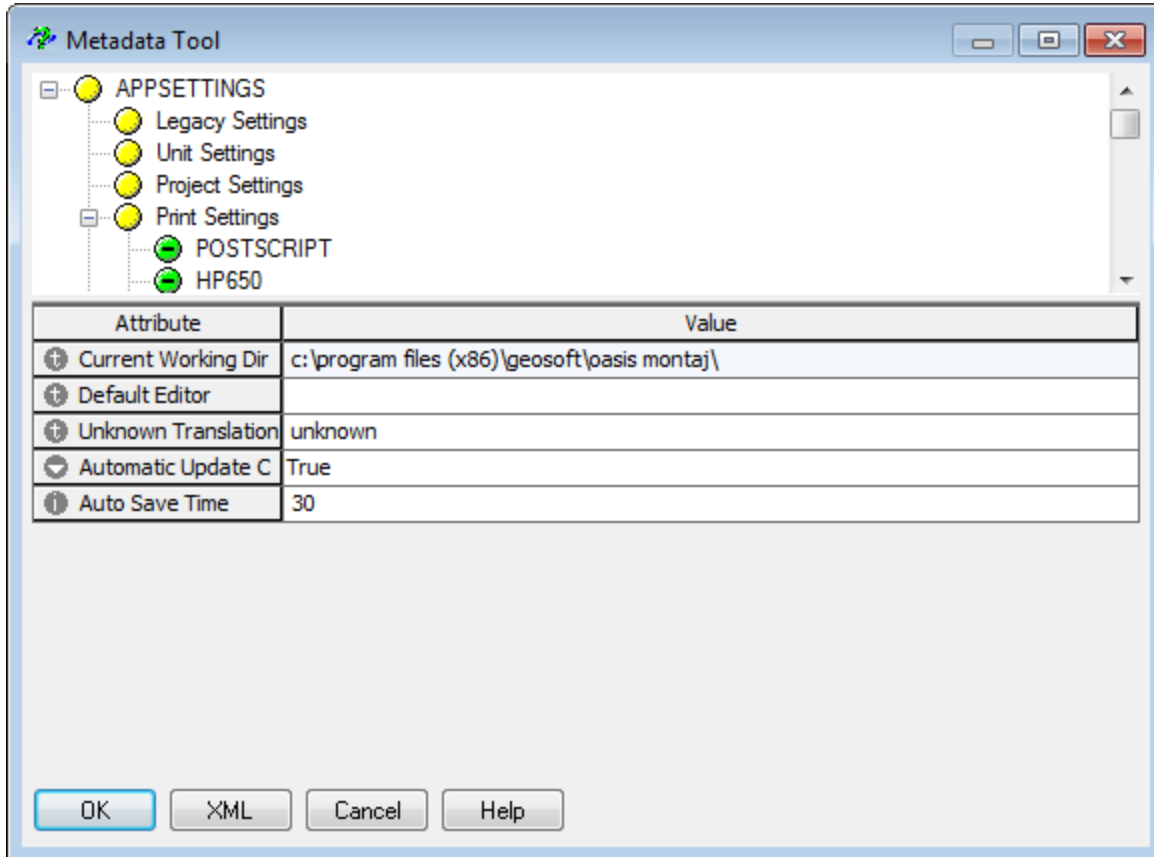 Metadata Tool
APPSETTINGS
Legacy Settings
Unit Settings
Project Settings
Print Settings
POSTSCRIPT
HP650
Attribute Value
Current Working Dir c:\program files (x86)\geosoft\oasis montaj\
Default Editor
Unknown Translation unknown
Automatic Update C True
Auto Save Time 30
OK XML Cancel Help